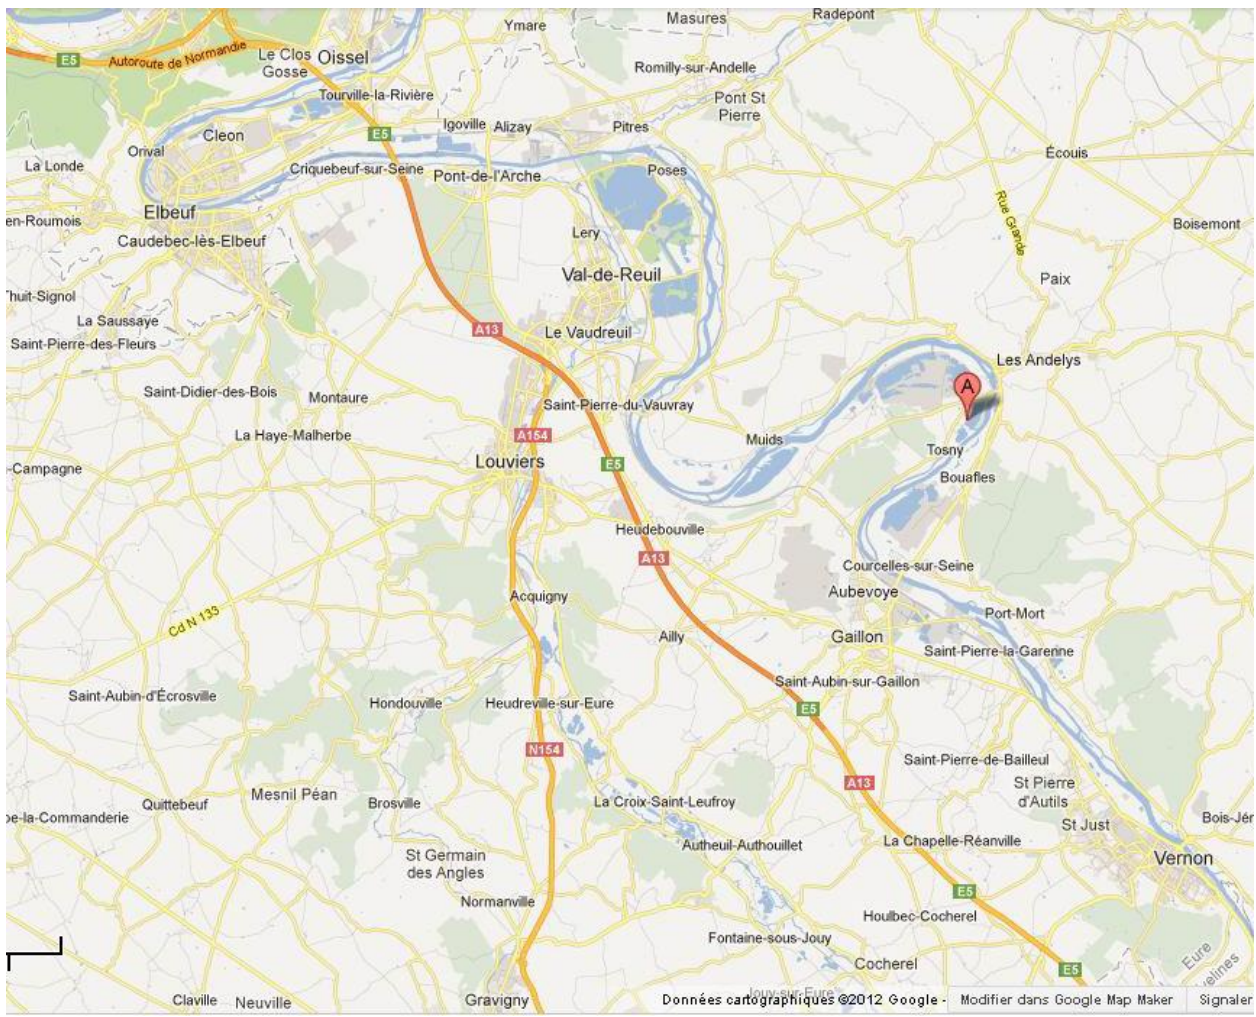 Ymare
Masures
Radepont
Le Clos
Gosse
Oissel
E5
Autoroute de Normandie
Romilly-sur-Andelle
Tourville-la-Rivière
Pont St
Pierre
Cleon
E5
Igoville
Alizay
Pitres
Orival
Écouis
La Londe
Criquebeuf-sur-Seine
Pont-de-l'Arche
Poses
Rue Grande
Elbeuf
en-Roumois
Boisemont
Caudebec-lès-Elbeuf
Lery
Val-de-Reuil
Paix
Thuit-Signol
La Saussaye
A13
Le Vaudreuil
Saint-Pierre-des-Fleurs
Les Andelys
A
Saint-Didier-des-Bois
Montaure
Saint-Pierre-du-Vauvray
La Haye-Malherbe
A154
Muids
Tosny
Louviers
E5
-Campagne
Bouafles
Heudebouville
A13
Courcelles-sur-Seine
Acquigny
Aubevoye
Cd N 133
Port-Mort
Ailly
Gaillon
Saint-Pierre-la-Garenne
Saint-Aubin-sur-Gaillon
Saint-Aubin-d'Écrosville
Hondouville
Heudreville-sur-Eure
E5
N154
Saint-Pierre-de-Bailleul
A13
St Pierre
d'Autils
Mesnil Péan
Quittebeuf
Brosville
La Croix-Saint-Leufroy
pe-la-Commanderie
Bois-Jér
St Just
Autheuil-Authouillet
La Chapelle-Réanville
St Germain
des Angles
Vernon
E5
Normanville
Houlbec-Cocherel
Fontaine-sous-Jouy
Cocherel
E5
Eure
velines
Claville
Neuville
Gravigny
Jouy-sur-Eure
Données cartographiques ©2012 Google -
Modifier dans Google Map Maker
Signaler